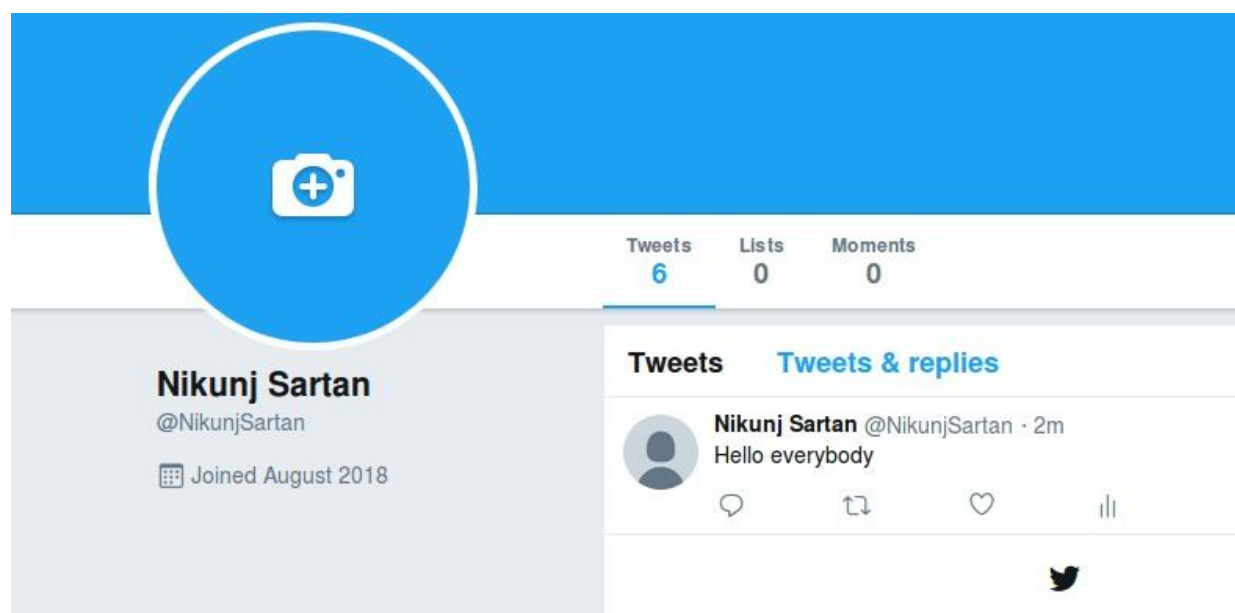 Tweets Lists Moments
6 0 0
Nikunj Sartan
@NikunjSartan
Joined August 2018
Tweets Tweets & replies
Nikunj Sartan @NikunjSartan · 2m
Hello everybody